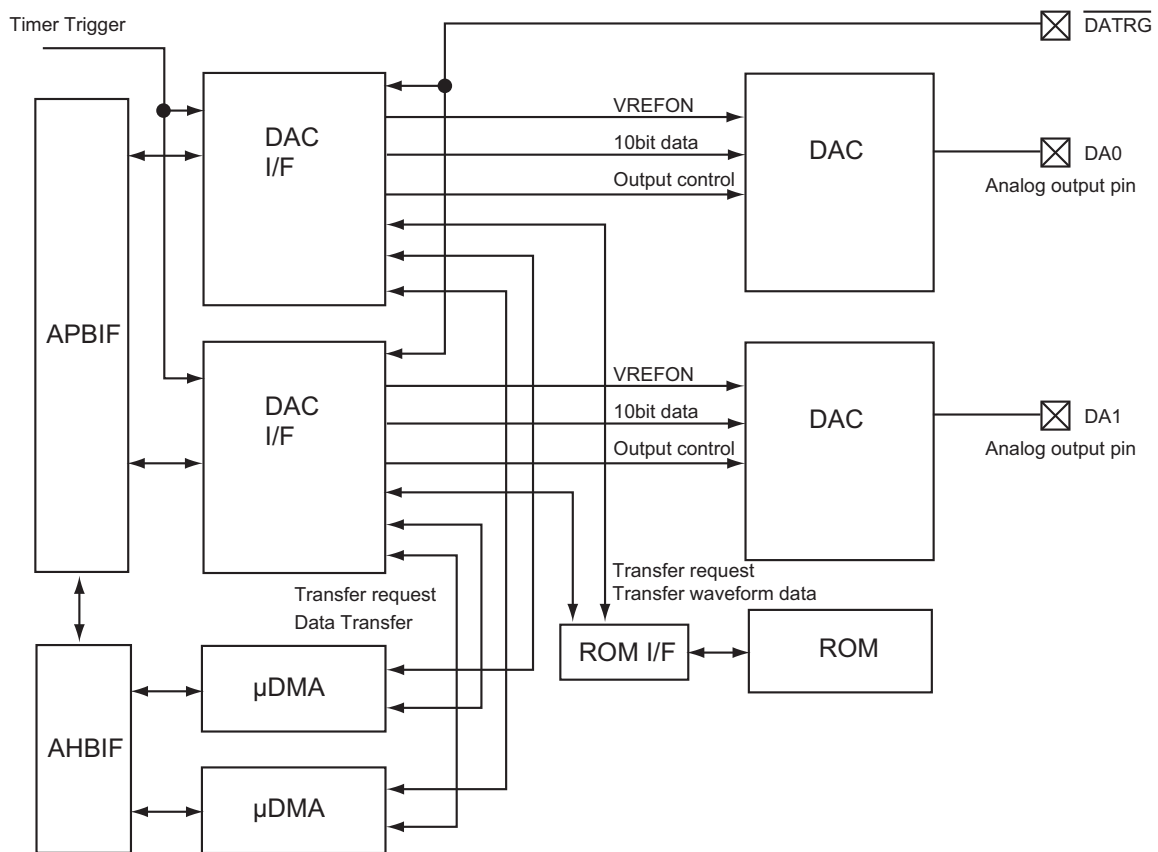 Timer Trigger
DATRG
DAC
I/F
VREFON
10bit data
Output control
DAC
DA0
Analog output pin
APBIF
DAC
I/F
VREFON
10bit data
Output control
DAC
DA1
Analog output pin
Transfer request
Data Transfer
Transfer request
Transfer waveform data
ROM I/F
ROM
AHBIF
µDMA
µDMA